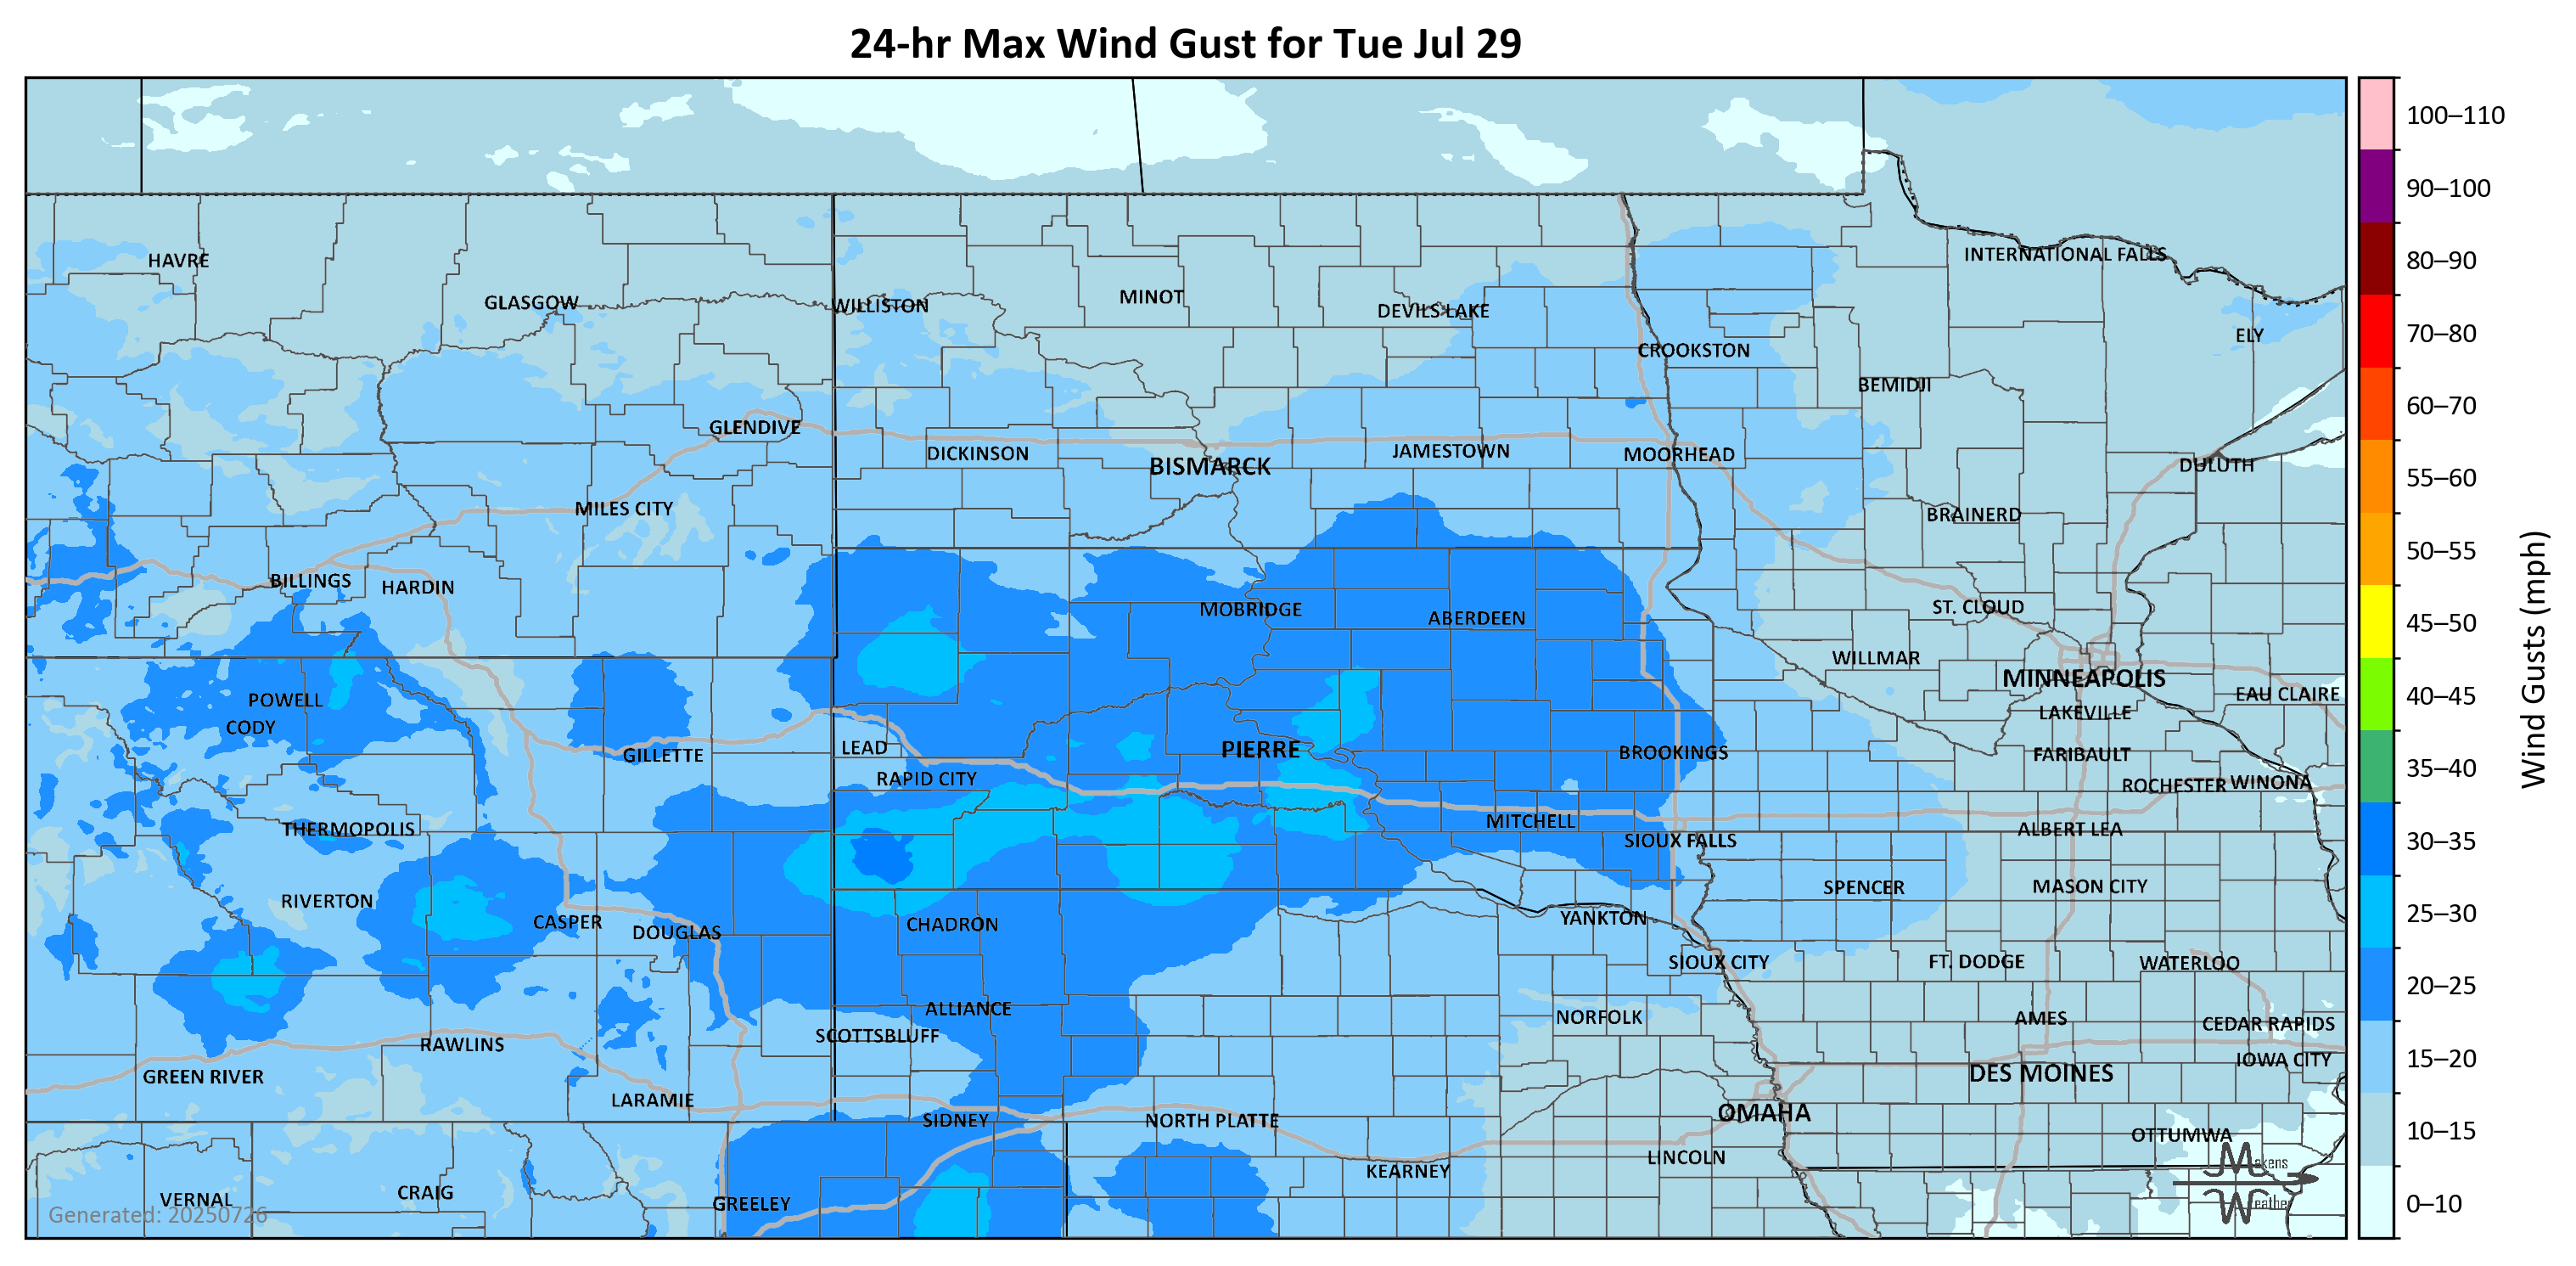 24-hr Max Wind Gust for Tue Jul 29
100–110
90–100
80–90
70–80
60–70
55–60
50–55
45–50
40–45
35–40
30–35
25–30
20–25
15–20
10–15
0–10
Wind Gusts (mph)
HAVRE
GLASGOW
WILLISTON
MINOT
DEVILS LAKE
INTERNATIONAL FALLS
ELY
CROOKSTON
BEMIDJI
GLENDIVE
DICKINSON
BISMARCK
JAMESTOWN
MOORHEAD
DULUTH
MILES CITY
BRAINERD
BILLINGS
HARDIN
MOBRIDGE
ABERDEEN
ST. CLOUD
WILLMAR
MINNEAPOLIS
EAU CLAIRE
POWELL
CODY
LAKEVILLE
GILLETTE
LEAD
PIERRE
BROOKINGS
FARIBAULT
RAPID CITY
ROCHESTER
WINONA
THERMOPOLIS
MITCHELL
SIOUX FALLS
ALBERT LEA
RIVERTON
SPENCER
MASON CITY
CASPER
DOUGLAS
CHADRON
YANKTON
SIOUX CITY
FT. DODGE
WATERLOO
ALLIANCE
NORFOLK
AMES
CEDAR RAPIDS
SCOTTSBLUFF
RAWLINS
IOWA CITY
GREEN RIVER
DES MOINES
LARAMIE
SIDNEY
NORTH PLATTE
OMAHA
OTTUMWA
LINCOLN
KEARNEY
VERNAL
CRAIG
GREELEY
Generated: 20250726
Makens
Weather